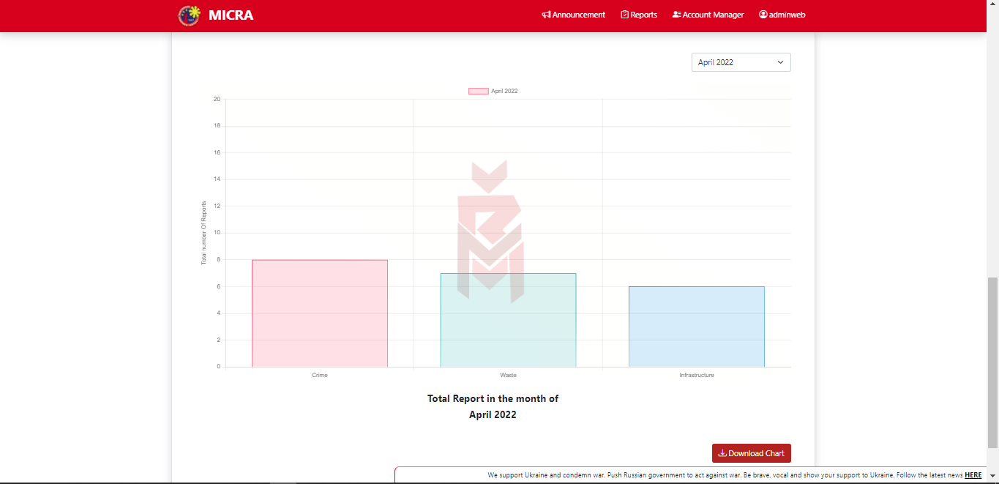 MICRA
Announcement
Reports
Account Manager
adminweb
April 2022
April 2022
20
18
16
14
12
10
8
6
4
2
0
Total number Of Reports
Crime
Waste
Infrastructure
Total Report in the month of
April 2022
Download Chart
We support Ukraine and condemn war. Push Russian government to act against war. Be brave, vocal and show your support to Ukraine. Follow the latest news HERE